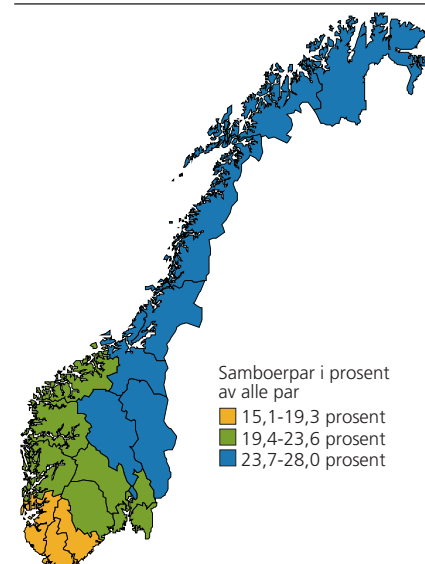 Samboerpar i prosent
av alle par
15,1-19,3 prosent
19,4-23,6 prosent
23,7-28,0 prosent